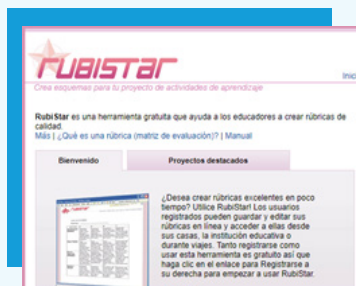 RUBISTAR
Crea esquemas para tu proyecto de actividades de aprendizaje
Inic
RubiStar es una herramienta gratuita que ayuda a los educadores a crear rúbricas de
calidad.
Más | ¿Qué es una rúbrica (matriz de evaluación)? | Manual
Bienvenido
Proyectos destacados
¿Desea crear rúbricas excelentes en poco
tiempo? Utilice RubiStar! Los usuarios
registrados pueden guardar y editar sus
rúbricas en línea y acceder a ellas desde
sus casas, la institución educativa o
durante viajes. Tanto registrarse como
usar esta herramienta es gratuito así que
haga clic en el enlace para Registrarse a
su derecha para empezar a usar RubiStar.